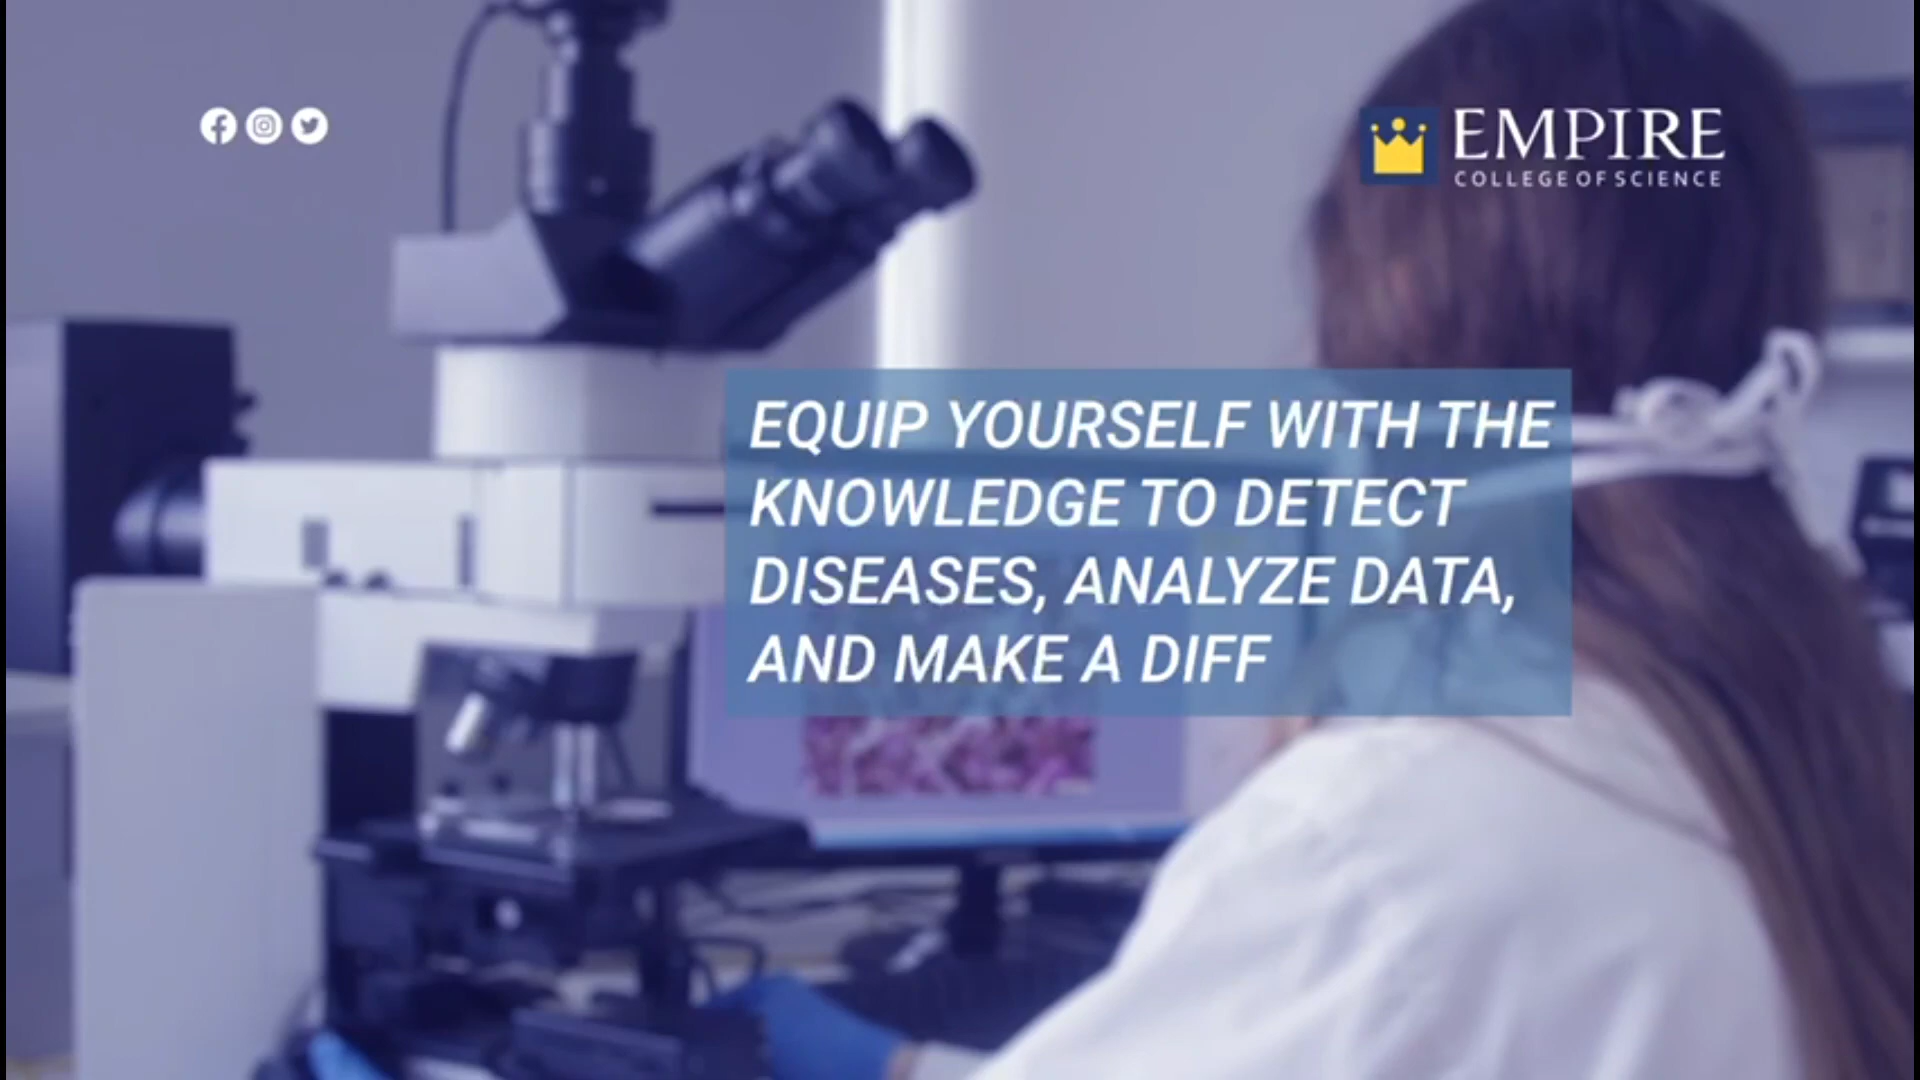 EMPIRE
COLLEGE OF SCIENCE
EQUIP YOURSELF WITH THE
KNOWLEDGE TO DETECT
DISEASES, ANALYZE DATA,
AND MAKE A DIFF